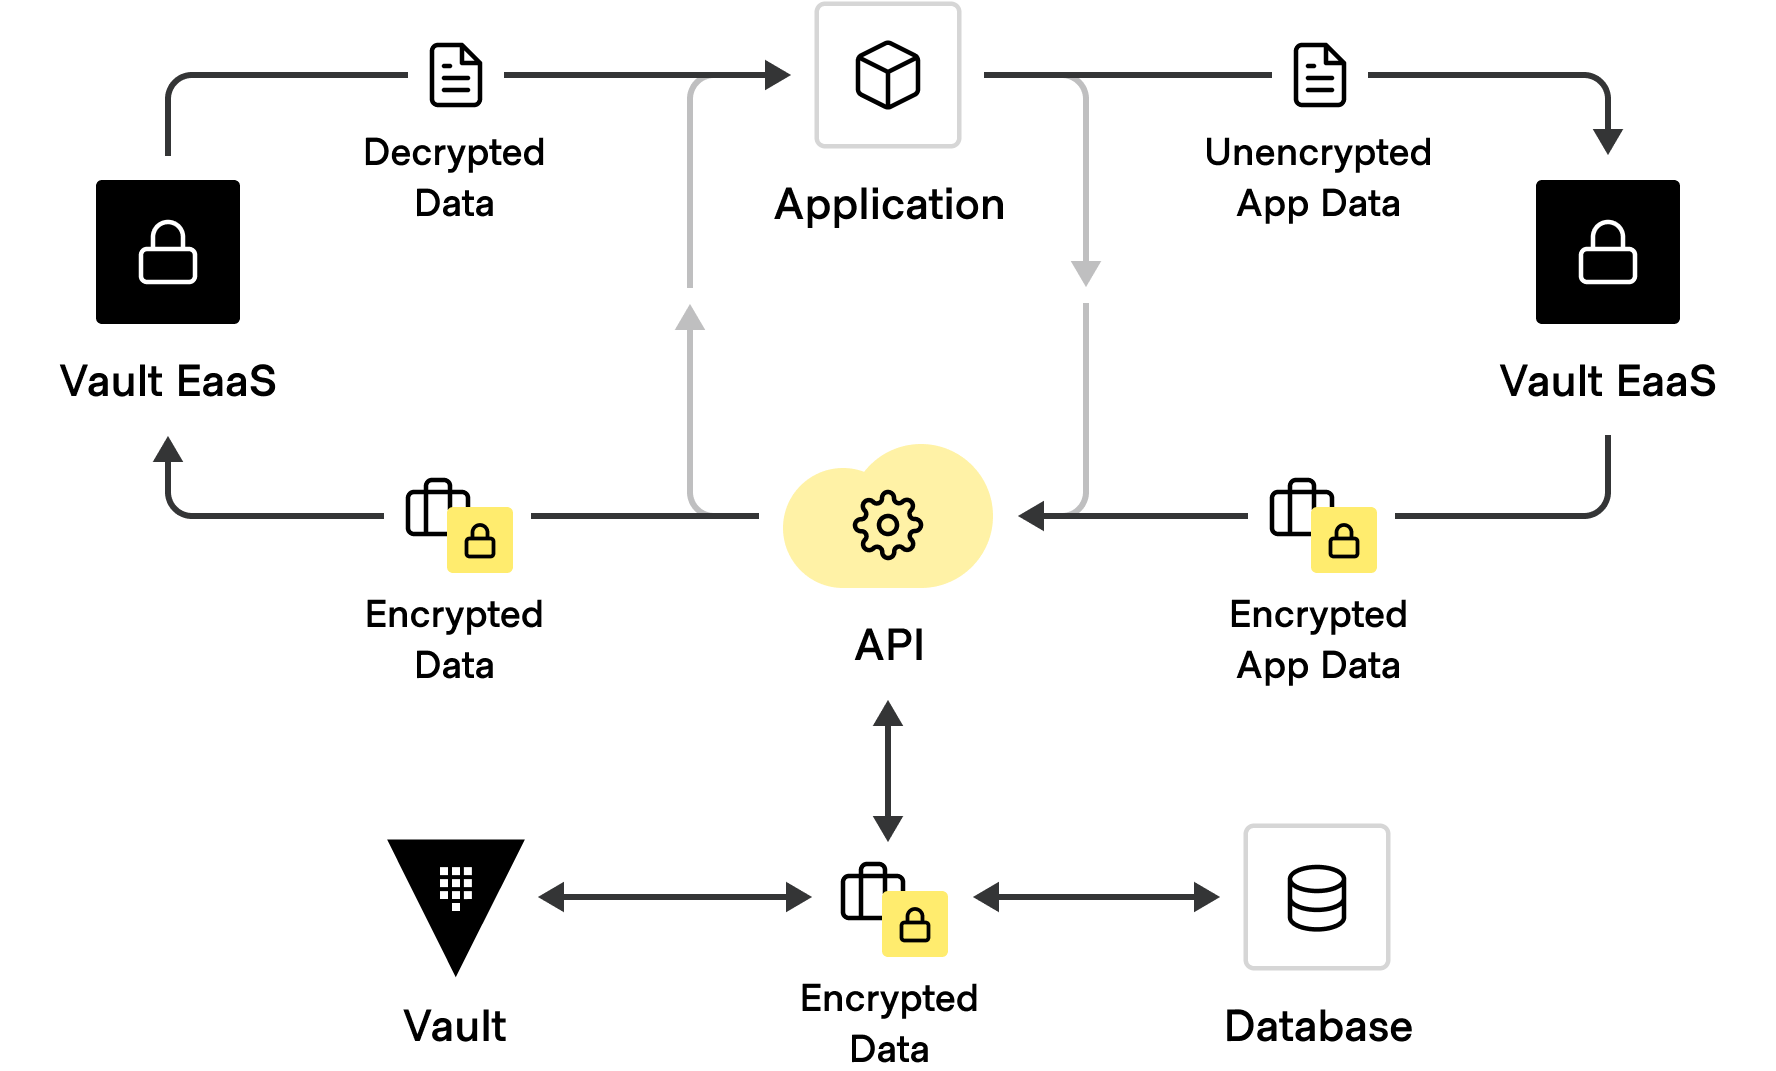 Decrypted
Data
Application
Unencrypted
App Data
Vault EaaS
Vault EaaS
Encrypted
Data
API
Encrypted
App Data
Vault
Encrypted
Data
Database